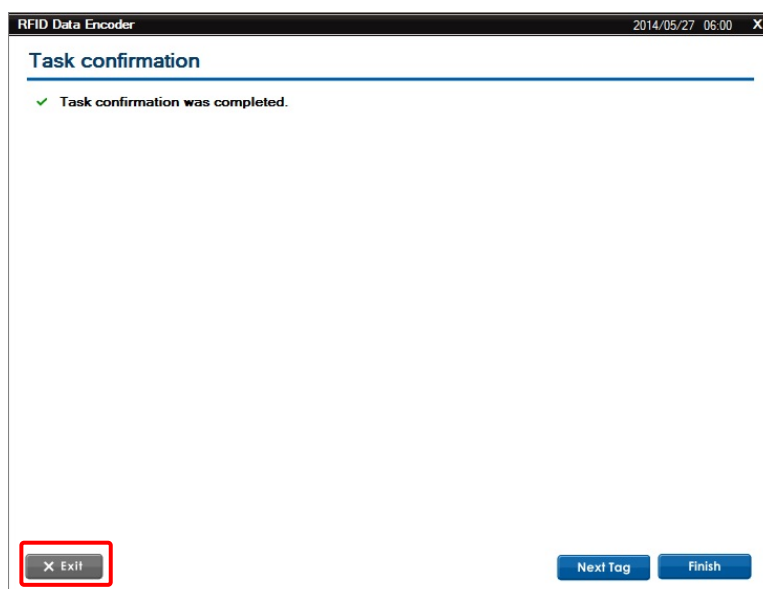 RFID Data Encoder 2014/05/27 06:00 X
Task confirmation
✓ Task confirmation was completed.
X Exit Next Tag Finish